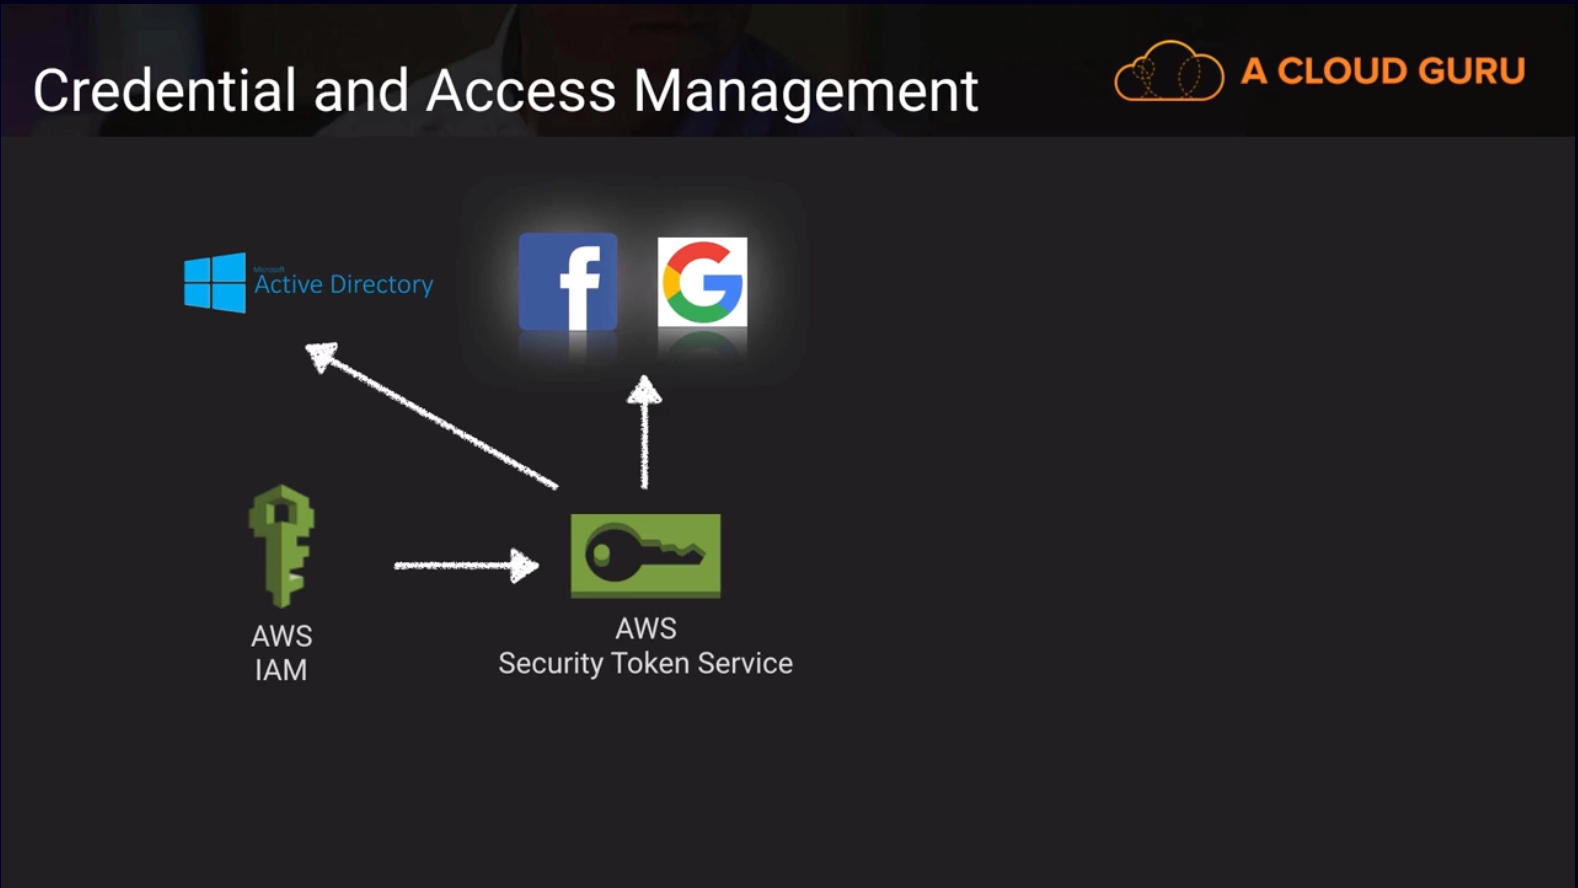 Credential and Access Management
A CLOUD GURU
Microsoft
Active Directory
AWS
IAM
AWS
Security Token Service